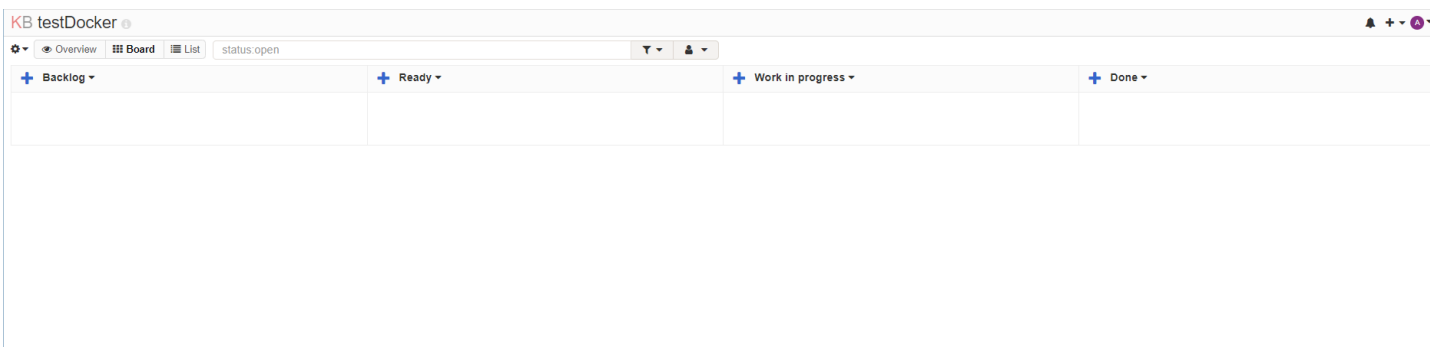 KB testDocker
A
Overview Board List status:open
Backlog Ready Work in progress Done